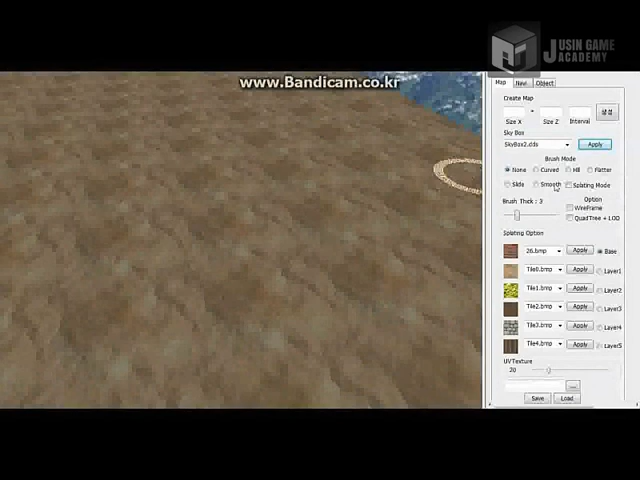 JUSIN GAME
ACADEMY
www.Bandicam.co.kr
Map Navi Object
Create Map
Size X Size Z Interval
생성
Sky Box
SkyBox2.dds Apply
Brush Mode
None Curved Hill Flatter
Slide Smooth Splating Mode
Brush Thick : 3
Option
WireFrame
QuadTree + LOD
Splating Option
26.bmp Apply Base
Tile0.bmp Apply Layer1
Tile1.bmp Apply Layer2
Tile2.bmp Apply Layer3
Tile3.bmp Apply Layer4
Tile4.bmp Apply Layer5
UVTexture
20
...
Save Load